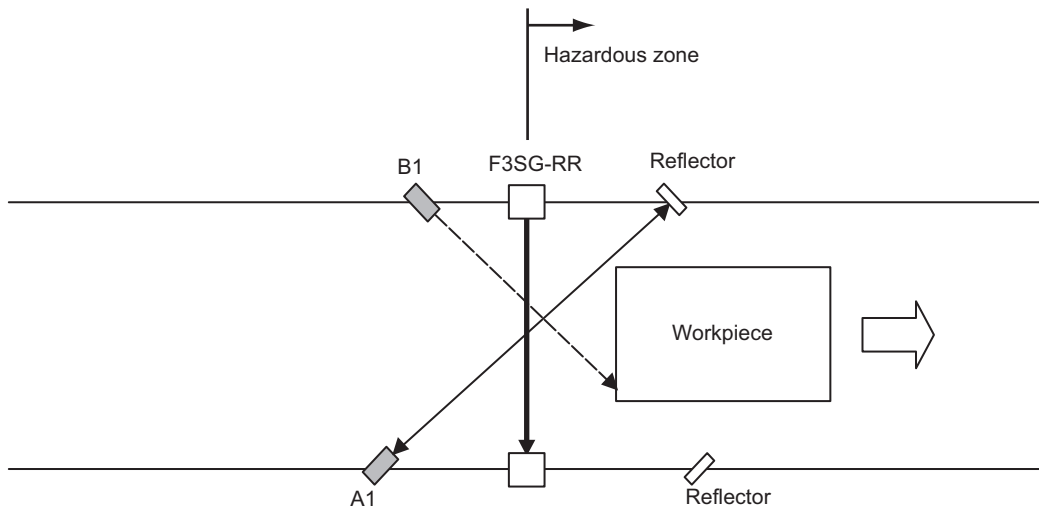 Hazardous zone
B1
F3SG-RR
Reflector
Workpiece
A1
Reflector